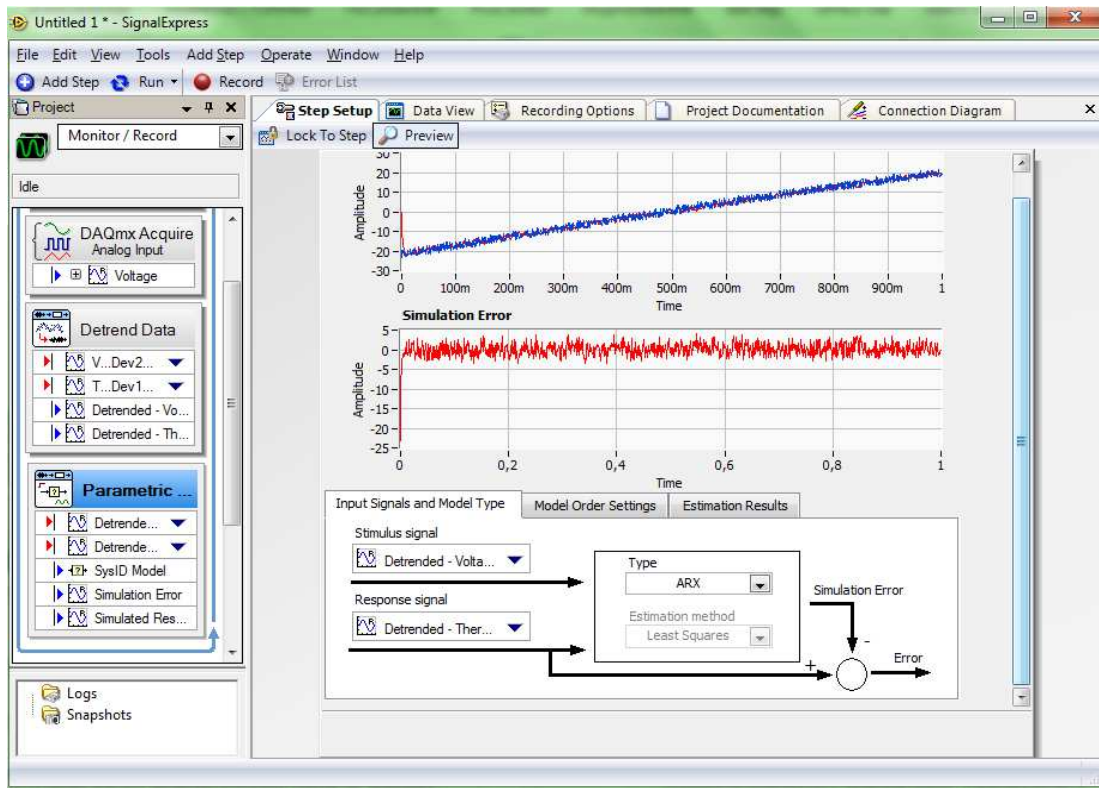 Untitled 1 * - SignalExpress
File Edit View Tools Add Step Operate Window Help
Add Step Run Record Error List
Project
Monitor / Record
Idle
DAQmx Acquire
Analog Input
Voltage
Detrend Data
V...Dev2...
T...Dev1...
Detrended - Vo...
Detrended - Th...
Parametric ...
Detrende...
Detrende...
SysID Model
Simulation Error
Simulated Res...
Logs
Snapshots
Step Setup Data View Recording Options Project Documentation Connection Diagram
Lock To Step Preview
30
20
10
0
-10
-20
-30
Amplitude
0 100m 200m 300m 400m 500m 600m 700m 800m 900m 1
Time
Simulation Error
5
0
-5
-10
-15
-20
-25
Amplitude
0 0,2 0,4 0,6 0,8 1
Time
Input Signals and Model Type Model Order Settings Estimation Results
Stimulus signal
Detrended - Volta...
Response signal
Detrended - Ther...
Type
ARX
Estimation method
Least Squares
Simulation Error
-
+
Error